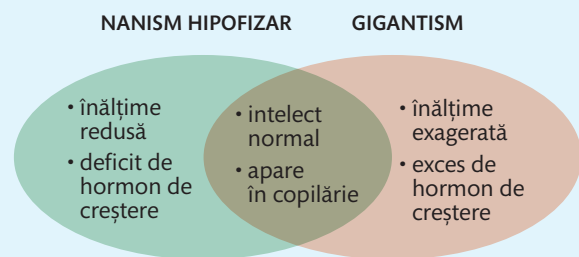 NANISM HIPOFIZAR
GIGANTISM
• înălțime
redusă
• deficit de
hormon de
creștere
• intelect
normal
• apare
în copilărie
• înălțime
exagerată
• exces de
hormon de
creștere